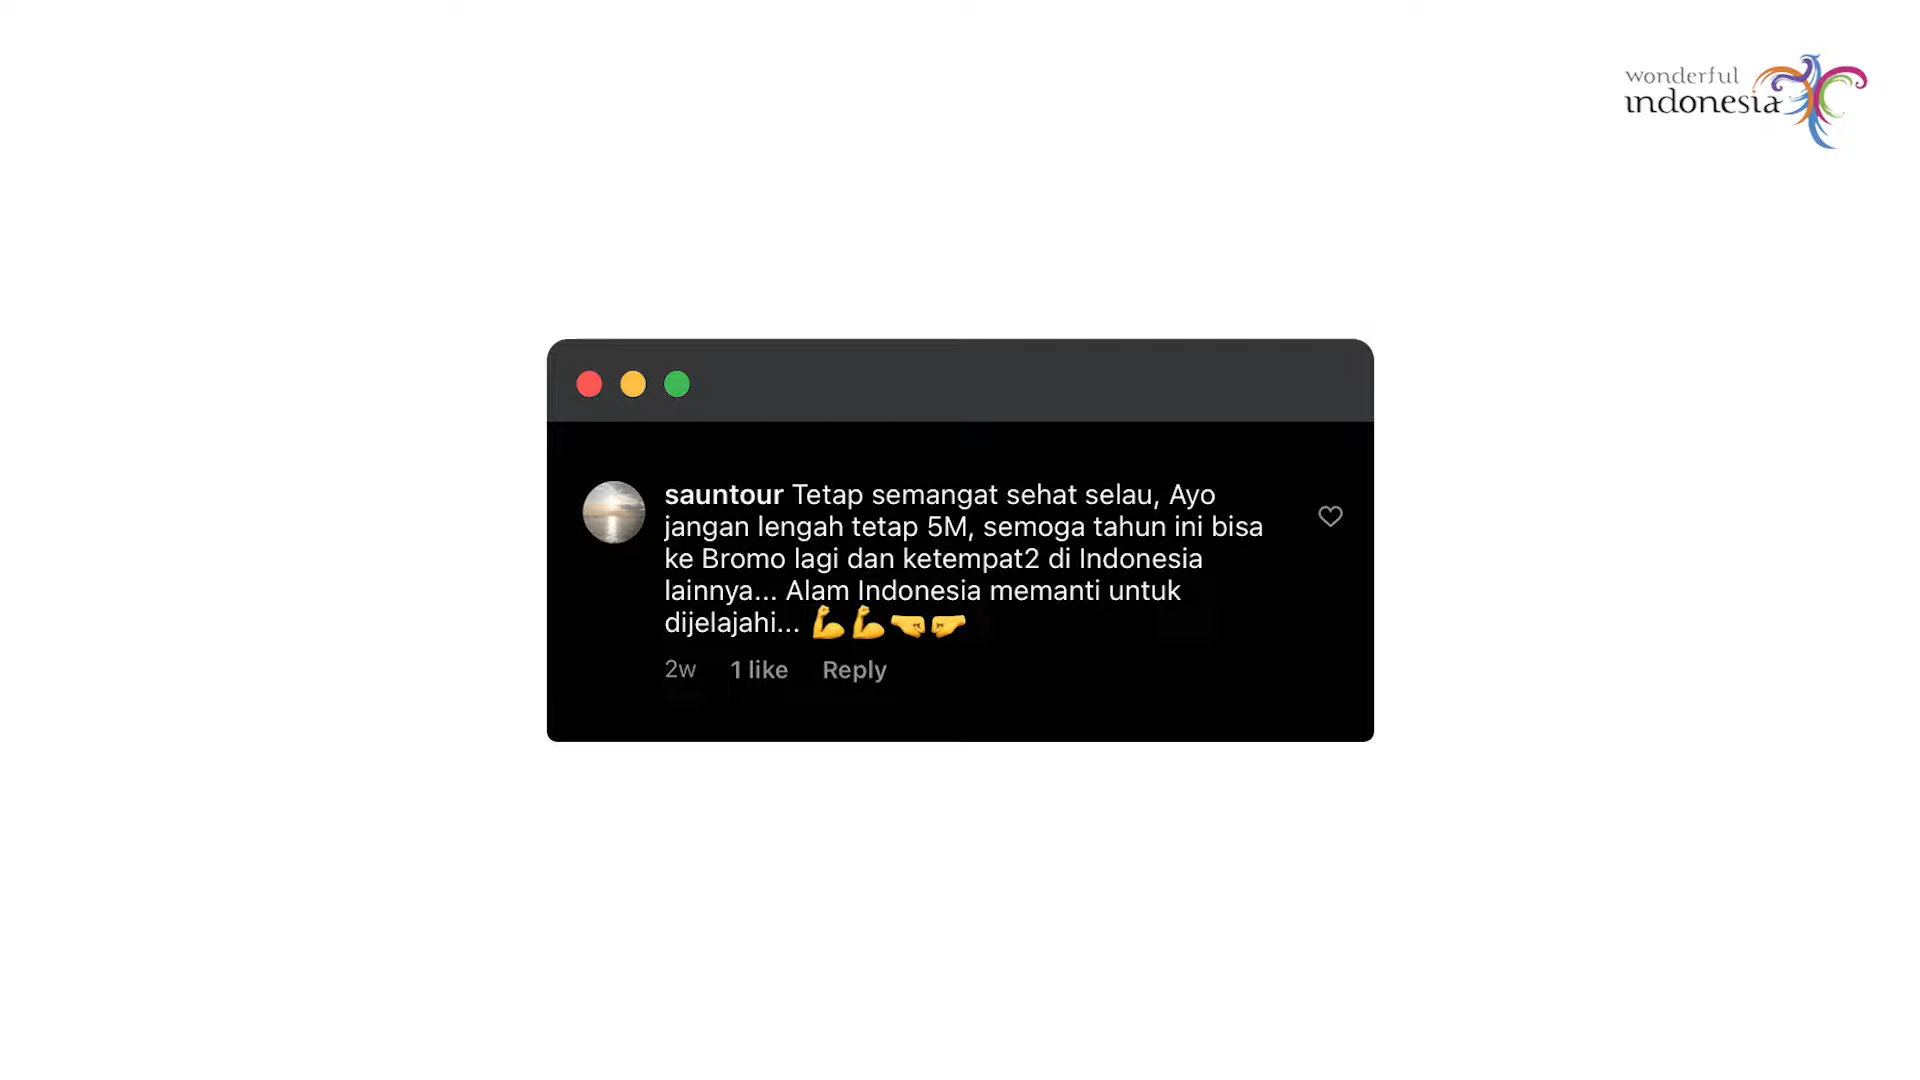 wonderful
indonesia
sauntour Tetap semangat sehat selau, Ayo
jangan lengah tetap 5M, semoga tahun ini bisa
ke Bromo lagi dan ketempat2 di Indonesia
lainnya... Alam Indonesia memanti untuk
dijelajahi... 💪💪🤜🤛
2w 1 like Reply